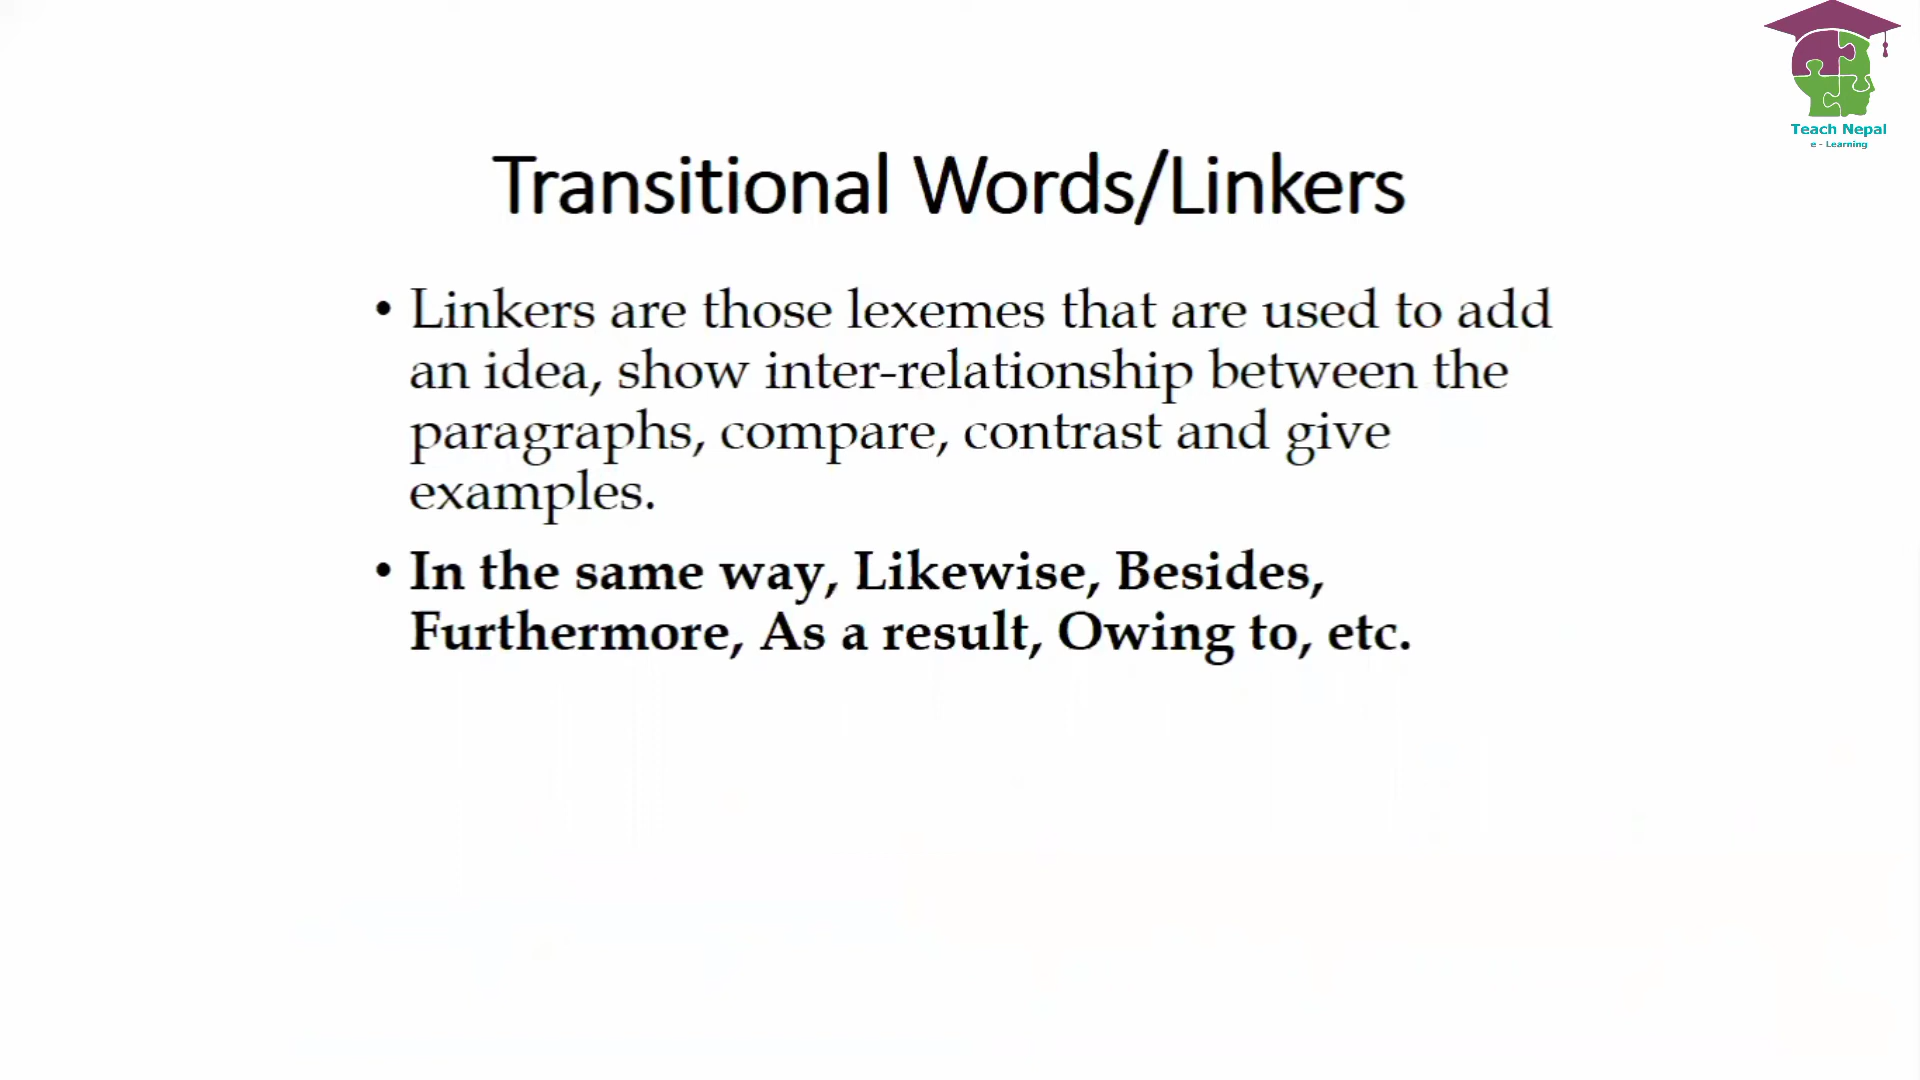 Teach Nepal
e - Learning
Transitional Words/Linkers
• Linkers are those lexemes that are used to add
an idea, show inter-relationship between the
paragraphs, compare, contrast and give
examples.
• In the same way, Likewise, Besides,
Furthermore, As a result, Owing to, etc.